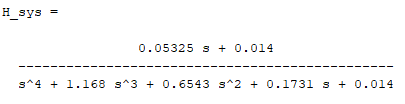 H_sys =
0.05325 s + 0.014
----------------------------------------------
s^4 + 1.168 s^3 + 0.6543 s^2 + 0.1731 s + 0.014